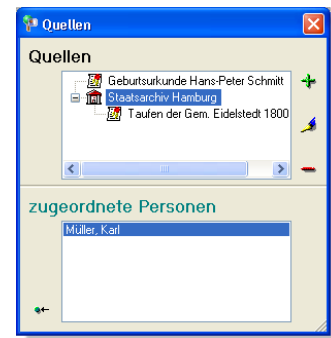 Quellen
Quellen
Geburtsurkunde Hans-Peter Schmitt
Staatsarchiv Hamburg
Taufen der Gem. Eidelstedt 1800
zugeordnete Personen
Müller, Karl